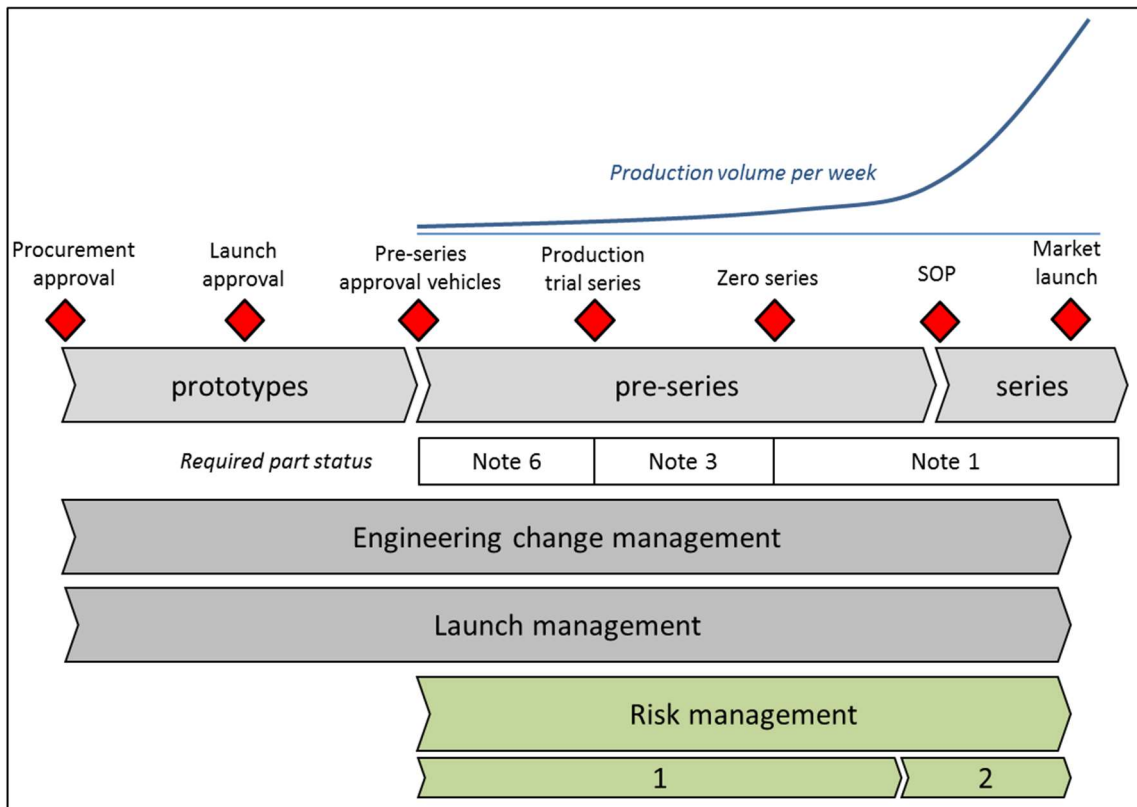 Production volume per week
Procurement
approval
Launch
approval
Pre-series
approval vehicles
Production
trial series
Zero series
SOP
Market
launch
prototypes
pre-series
series
Required part status
Note 6
Note 3
Note 1
Engineering change management
Launch management
Risk management
1
2